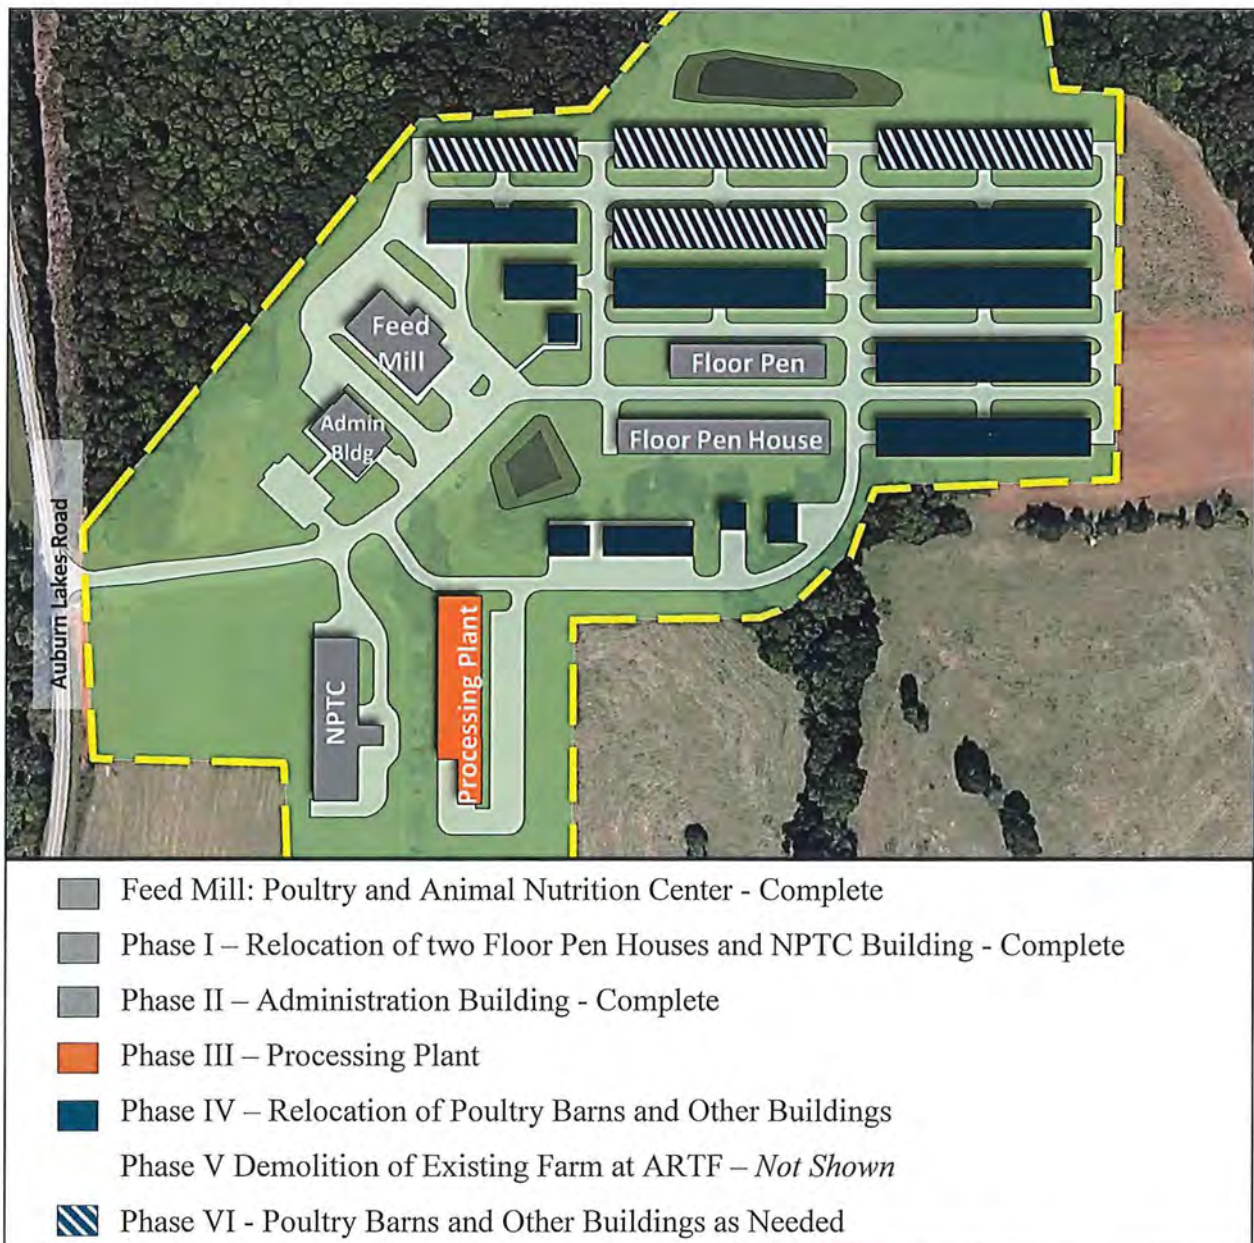 Feed
Mill
Floor Pen
Admin
Bldg
Floor Pen House
Auburn Lakes Road
NPTC
Processing Plant
Feed Mill: Poultry and Animal Nutrition Center - Complete
Phase I – Relocation of two Floor Pen Houses and NPTC Building - Complete
Phase II – Administration Building - Complete
Phase III – Processing Plant
Phase IV – Relocation of Poultry Barns and Other Buildings
Phase V Demolition of Existing Farm at ARTF – Not Shown
Phase VI - Poultry Barns and Other Buildings as Needed